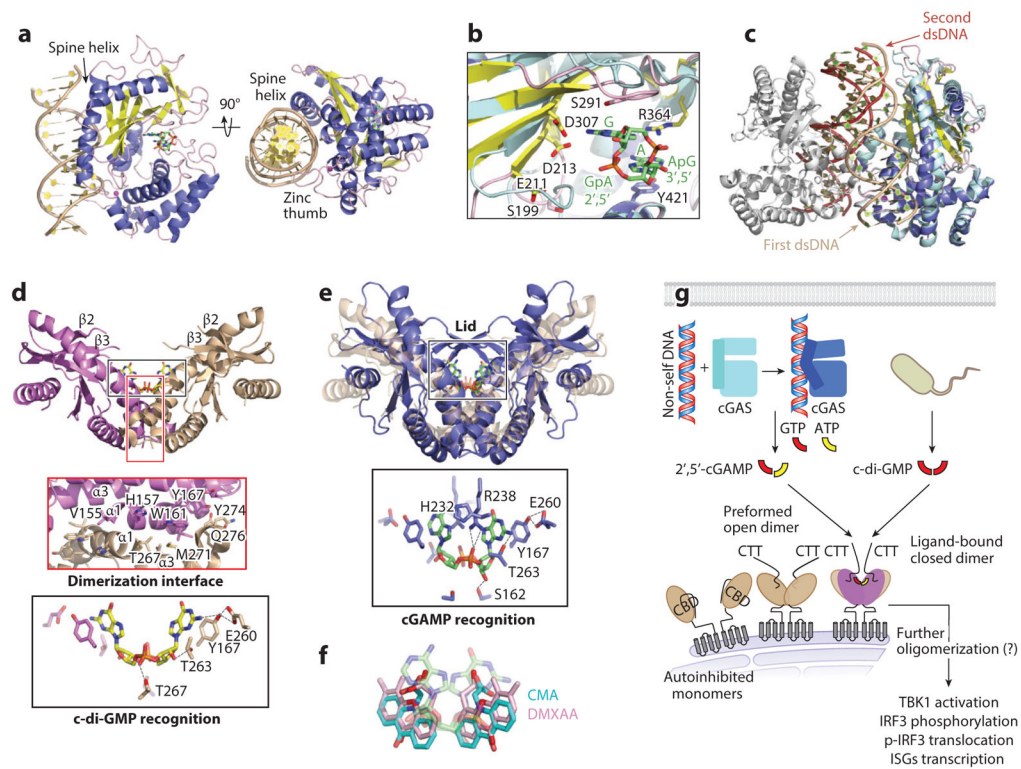 a
Spine helix
90°
Spine
helix
Zinc
thumb
b
S291
D307
G
R364
A
D213
ApG
3′,5′
GpA
2′,5′
E211
S199
Y421
c
Second
dsDNA
First dsDNA
d
β2
β3
β2
β3
α3
H157
Y167
V155
α1
W161
Y274
α1
Q276
T267
α3
M271
Dimerization interface
E260
Y167
T263
T267
c-di-GMP recognition
e
Lid
R238
H232
E260
Y167
T263
S162
cGAMP recognition
f
CMA
DMXAA
g
Non-self DNA
+
cGAS
cGAS
GTP
ATP
2′,5′-cGAMP
c-di-GMP
Preformed
open dimer
CTT
CTT
CTT
CTT
Ligand-bound
closed dimer
CBD
CBD
Autoinhibited
monomers
Further
oligomerization (?)
TBK1 activation
IRF3 phosphorylation
p-IRF3 translocation
ISGs transcription